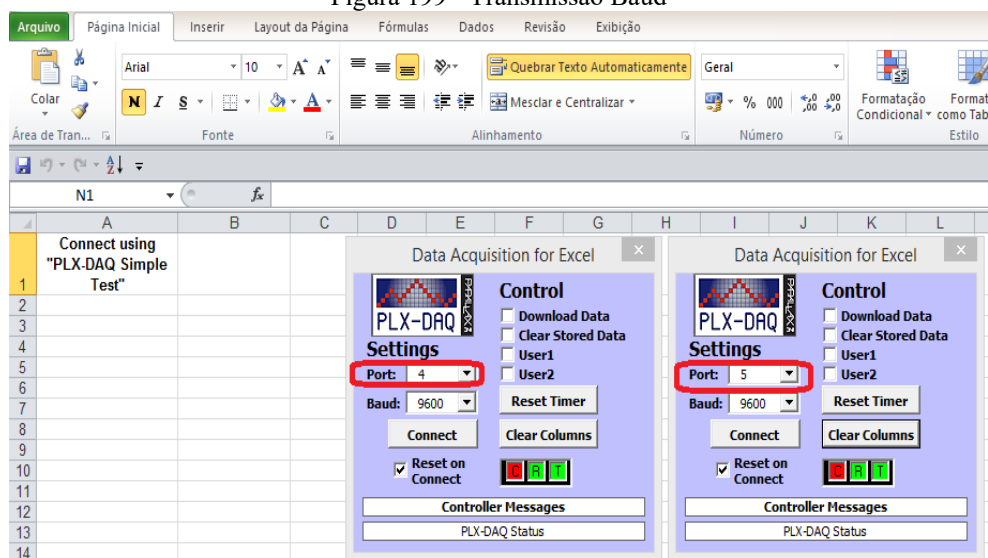 Figura 199 - Transmissão Baud
Arquivo Página Inicial Inserir Layout da Página Fórmulas Dados Revisão Exibição
Colar Arial 10 A A Quebrar Texto Automaticamente Geral
N I S A Mesclar e Centralizar % 000 ,0 ,00 ,00 ,0 Formatação Condicional Format como Tab
Área de Tran... Fonte Alinhamento Número Estilo
N1 fx
A B C D E F G H I J K L
1 Connect using
"PLX-DAQ Simple
Test"
2
3
4
5
6
7
8
9
10
11
12
13
14
Data Acquisition for Excel x
PLX-DAQ PARALLAX
Control
Download Data
Clear Stored Data
User1
User2
Settings
Port: 4
Baud: 9600
Reset Timer
Connect
Clear Columns
Reset on
Connect
C R T
Controller Messages
PLX-DAQ Status
Data Acquisition for Excel x
PLX-DAQ PARALLAX
Control
Download Data
Clear Stored Data
User1
User2
Settings
Port: 5
Baud: 9600
Reset Timer
Connect
Clear Columns
Reset on
Connect
C R T
Controller Messages
PLX-DAQ Status